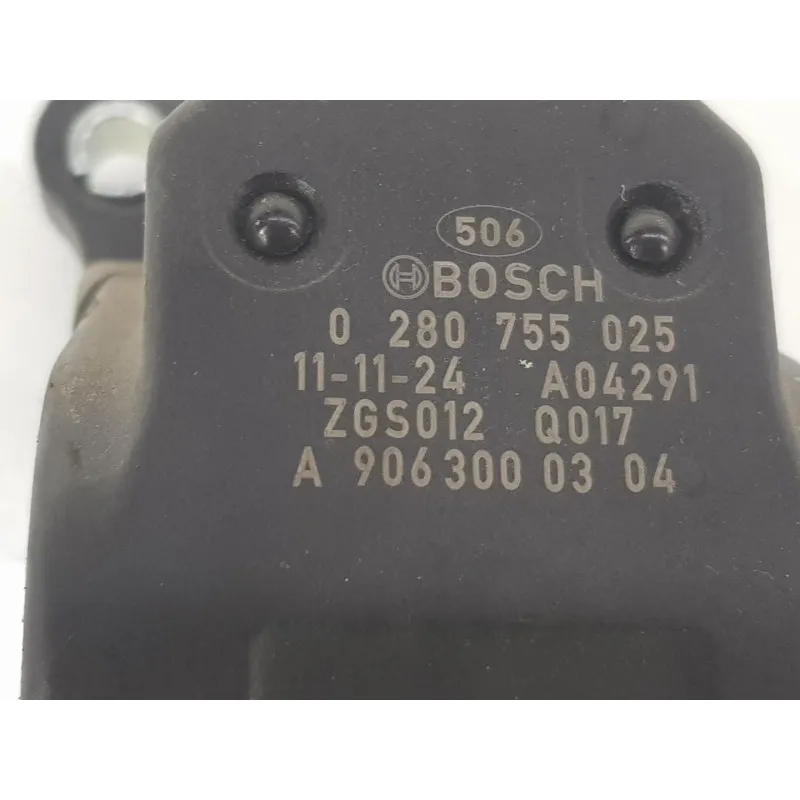 506
BOSCH
0 280 755 025
11-11-24 A04291
ZGS012 Q017
A 906 300 03 04